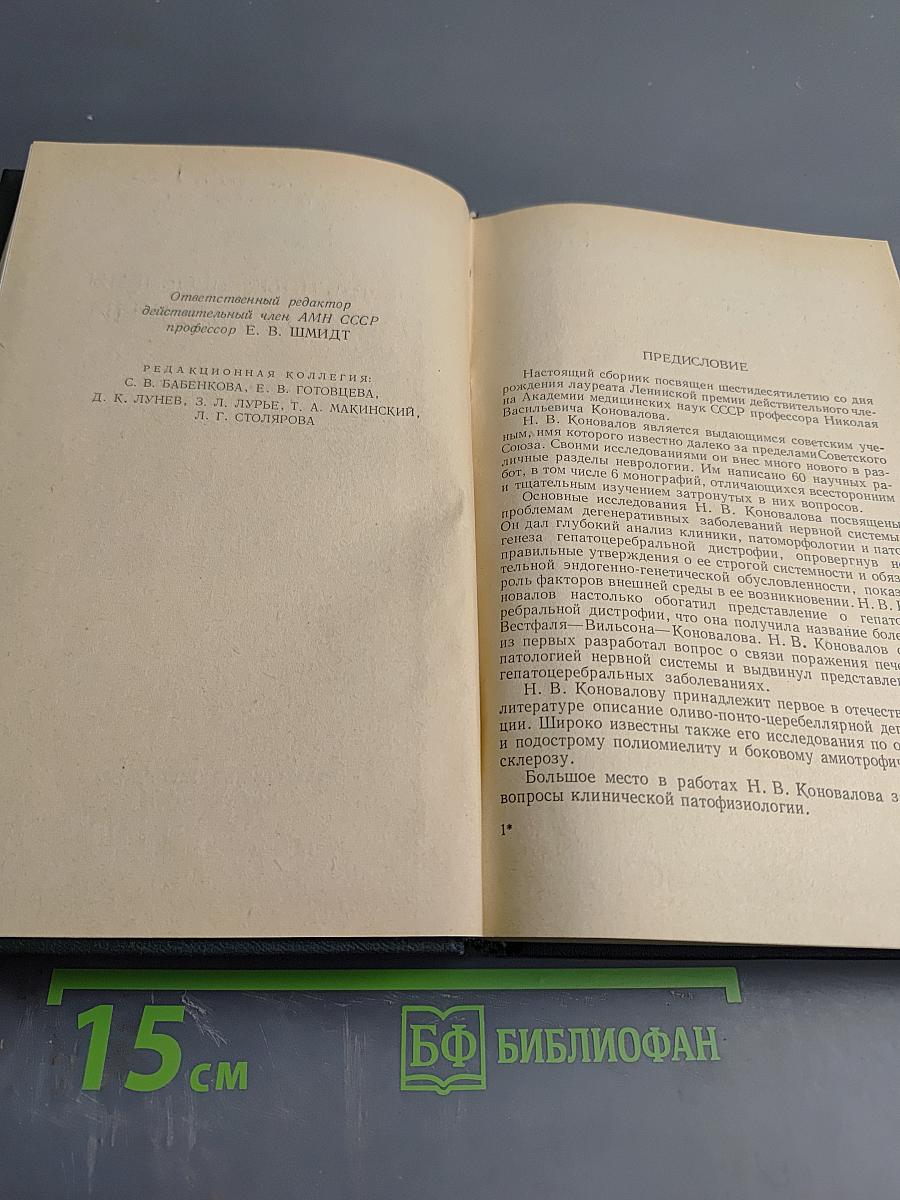 Ответственный редактор
действительный член АМН СССР
профессор Е. В. ШМИДТ
РЕДАКЦИОННАЯ КОЛЛЕГИЯ:
С. В. БАБЕНКОВА, Е. В. ГОТОВЦЕВА,
Д. К. ЛУНЕВ, З. Л. ЛУРЬЕ, Т. А. МАКИНСКИЙ,
Л. Г. СТОЛЯРОВА
ПРЕДИСЛОВИЕ
Настоящий сборник посвящен шестидесятилетию со дня
рождения лауреата Ленинской премии действительного чле-
на Академии медицинских наук СССР профессора Николая
Васильевича Коновалова.
Н. В. Коновалов является выдающимся советским уче-
ным, имя которого известно далеко за пределами Советского
Союза. Своими исследованиями он внес много нового в раз-
личные разделы неврологии. Им написано 60 научных ра-
бот, в том числе 6 монографий, отличающихся всесторонним
и тщательным изучением затронутых в них вопросов.
Основные исследования Н. В. Коновалова посвящены
проблемам дегенеративных заболеваний нервной системы
Он дал глубокий анализ клиники, патоморфологии и пато
генеза гепатоцеребральной дистрофии, опровергнув не
правильные утверждения о ее строгой системности и обяз
тельной эндогенно-генетической обусловленности, показ
роль факторов внешней среды в ее возникновении. Н. В.
новалов настолько обогатил представление о гепато
ребральной дистрофии, что она получила название боле
Вестфаля—Вильсона—Коновалова. Н. В. Коновалов
из первых разработал вопрос о связи поражения пече
патологией нервной системы и выдвинул представле
гепатоцеребральных заболеваниях.
Н. В. Коновалову принадлежит первое в отечеств
литературе описание оливо-понто-церебеллярной дег
ции. Широко известны также его исследования по о
и подострому полиомиелиту и боковому амиотрофич
склерозу.
Большое место в работах Н. В. Коновалова з
вопросы клинической патофизиологии.
1*
15 см БФ БИБЛИОФАН